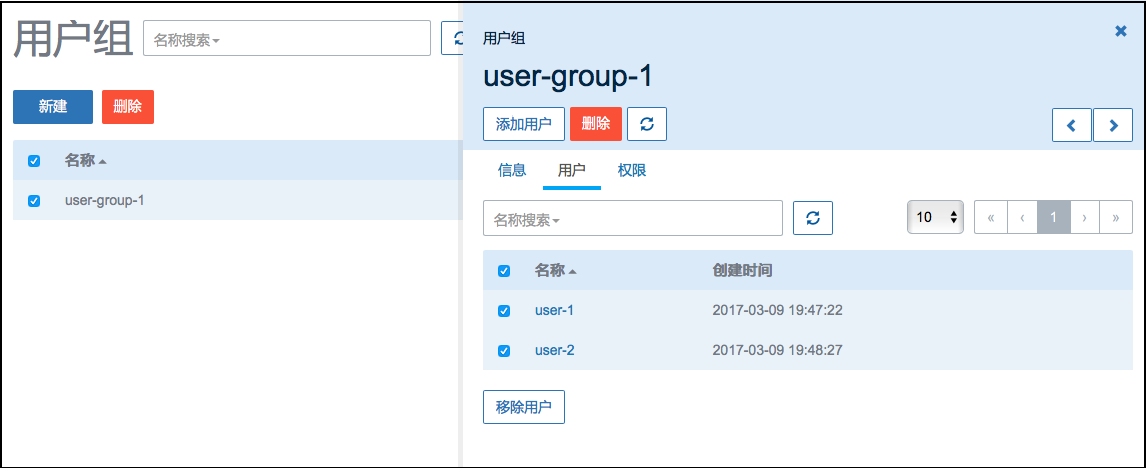 用户组
名称搜索
新建
删除
名称
user-group-1
用户组
user-group-1
添加用户
删除
信息
用户
权限
名称搜索
10
«
‹
1
›
»
名称
创建时间
user-1
2017-03-09 19:47:22
user-2
2017-03-09 19:48:27
移除用户